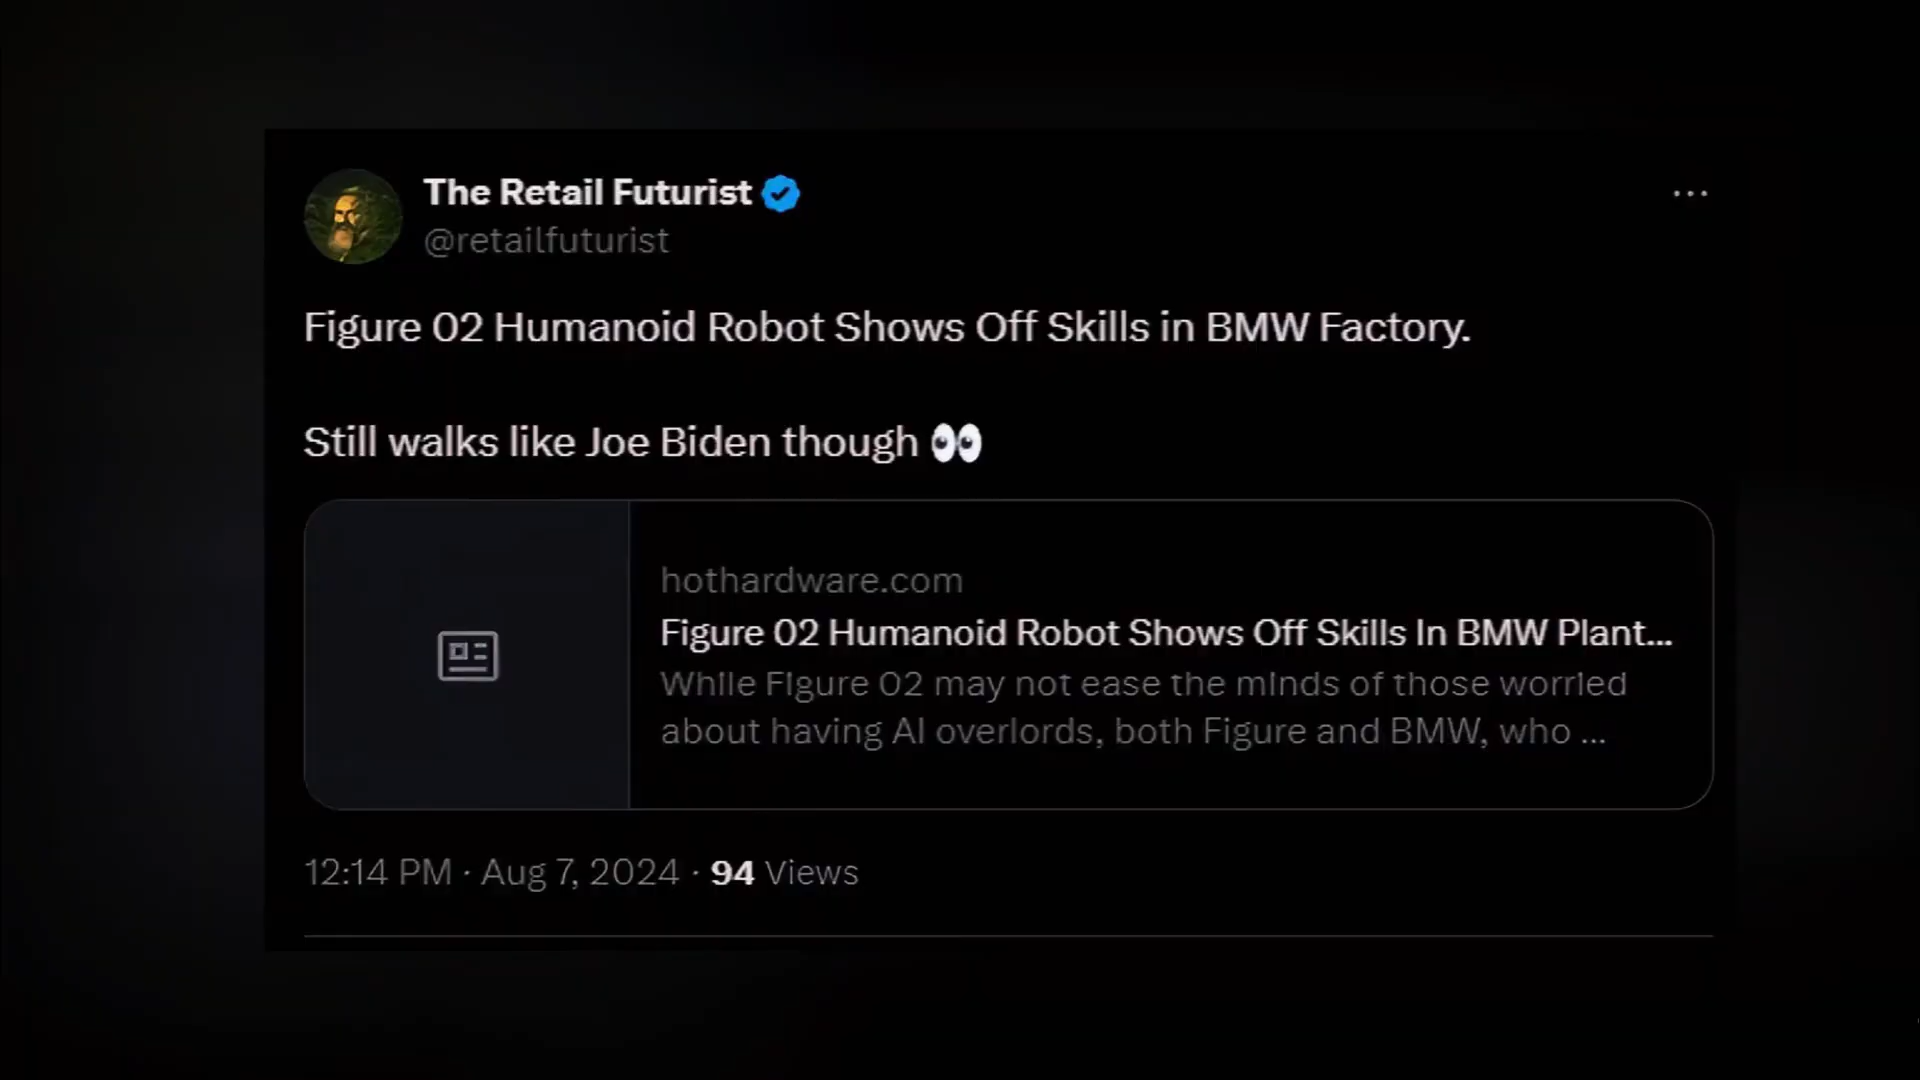 The Retail Futurist
@retailfuturist
Figure 02 Humanoid Robot Shows Off Skills in BMW Factory.
Still walks like Joe Biden though 👀
hothardware.com
Figure 02 Humanoid Robot Shows Off Skills In BMW Plant...
While Figure 02 may not ease the minds of those worried
about having AI overlords, both Figure and BMW, who ...
12:14 PM · Aug 7, 2024 · 94 Views